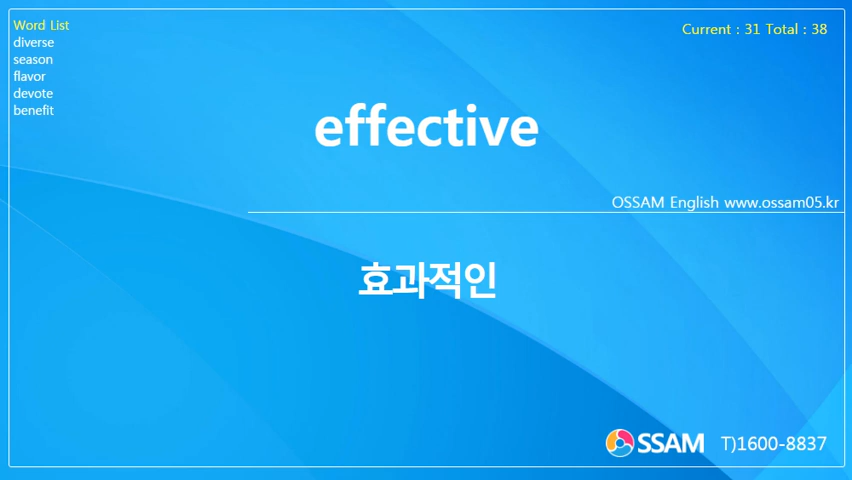 Word List
diverse
season
flavor
devote
benefit
Current : 31 Total : 38
effective
OSSAM English www.ossam05.kr
효과적인
OSSAM T)1600-8837